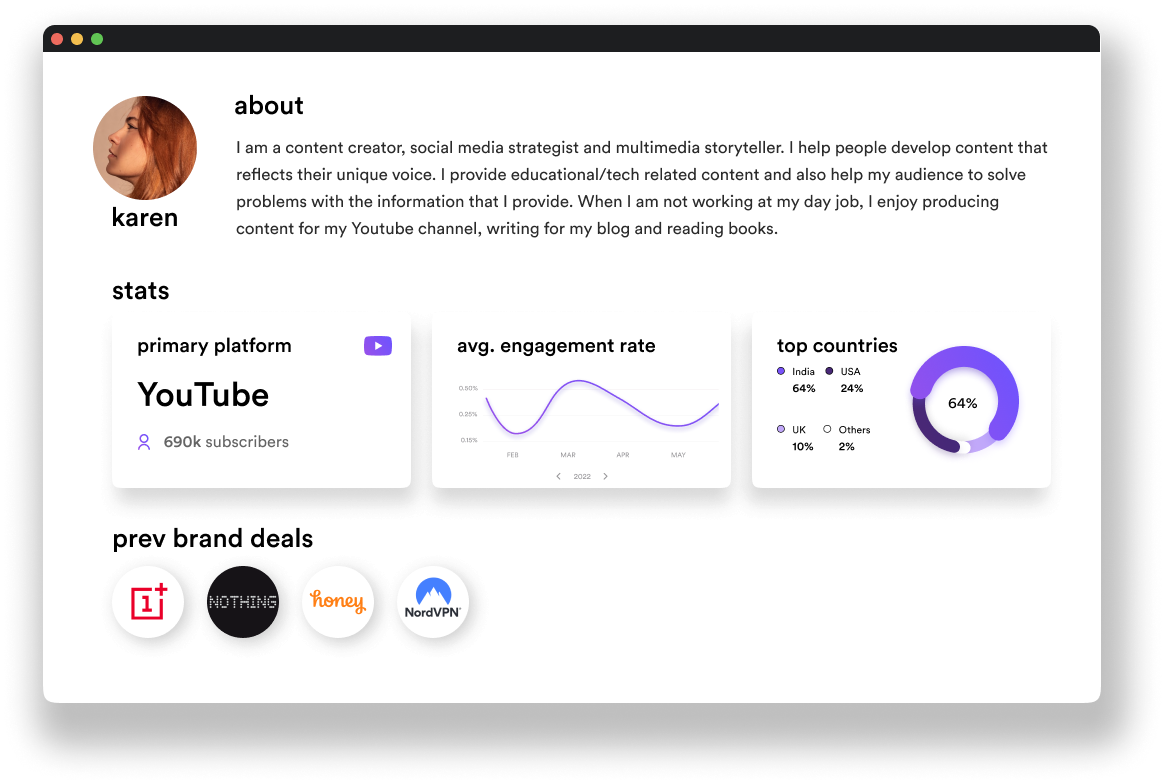 about
I am a content creator, social media strategist and multimedia storyteller. I help people develop content that
reflects their unique voice. I provide educational/tech related content and also help my audience to solve
problems with the information that I provide. When I am not working at my day job, I enjoy producing
content for my Youtube channel, writing for my blog and reading books.
karen
stats
primary platform
YouTube
690k subscribers
avg. engagement rate
0.50%
0.25%
0.15%
FEB MAR APR MAY
2022
top countries
India USA
64% 24%
UK Others
10% 2%
64%
prev brand deals
1
NOTHING
honey
NordVPN